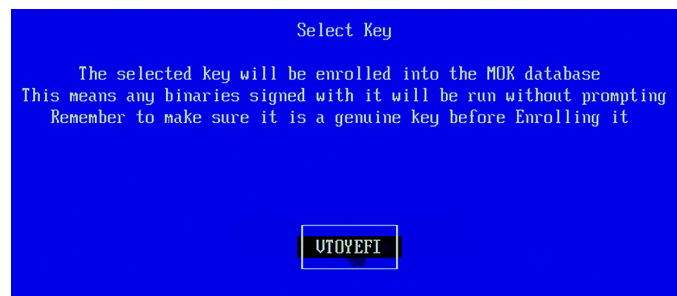 Select Key
The selected key will be enrolled into the MOK database
This means any binaries signed with it will be run without prompting
Remember to make sure it is a genuine key before Enrolling it
VTOYEFI